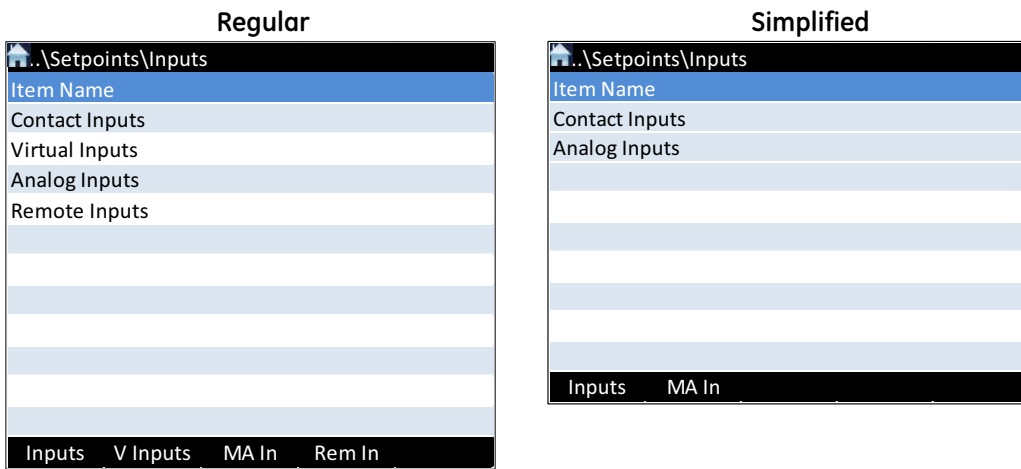 Regular
..\Setpoints\Inputs
Item Name
Contact Inputs
Virtual Inputs
Analog Inputs
Remote Inputs
Inputs V Inputs MA In Rem In
Simplified
..\Setpoints\Inputs
Item Name
Contact Inputs
Analog Inputs
Inputs MA In